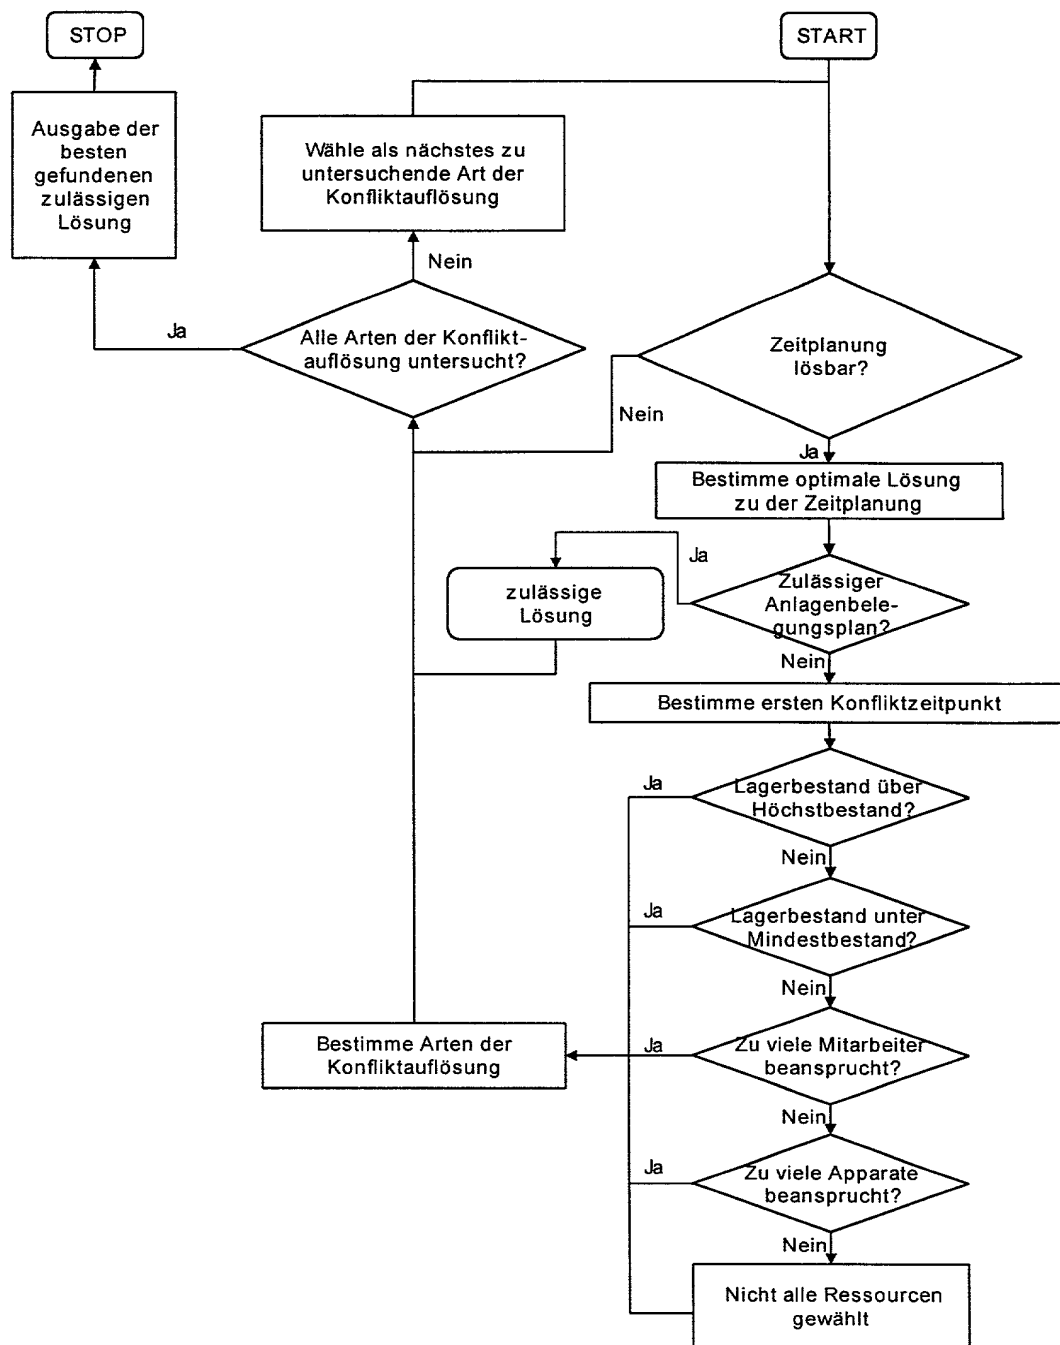 STOP
START
Ausgabe der
besten
gefundenen
zulässigen
Lösung
Wähle als nächstes zu
untersuchende Art der
Konfliktauflösung
Nein
Ja
Alle Arten der Konflikt-
auflösung untersucht?
Zeitplanung
lösbar?
Nein
Ja
Bestimme optimale Lösung
zu der Zeitplanung
Ja
zulässige
Lösung
Zulässiger
Anlagenbele-
gungsplan?
Nein
Bestimme ersten Konfliktzeitpunkt
Ja
Lagerbestand über
Höchstbestand?
Nein
Ja
Lagerbestand unter
Mindestbestand?
Nein
Bestimme Arten der
Konfliktauflösung
Ja
Zu viele Mitarbeiter
beansprucht?
Nein
Ja
Zu viele Apparate
beansprucht?
Nein
Nicht alle Ressourcen
gewählt